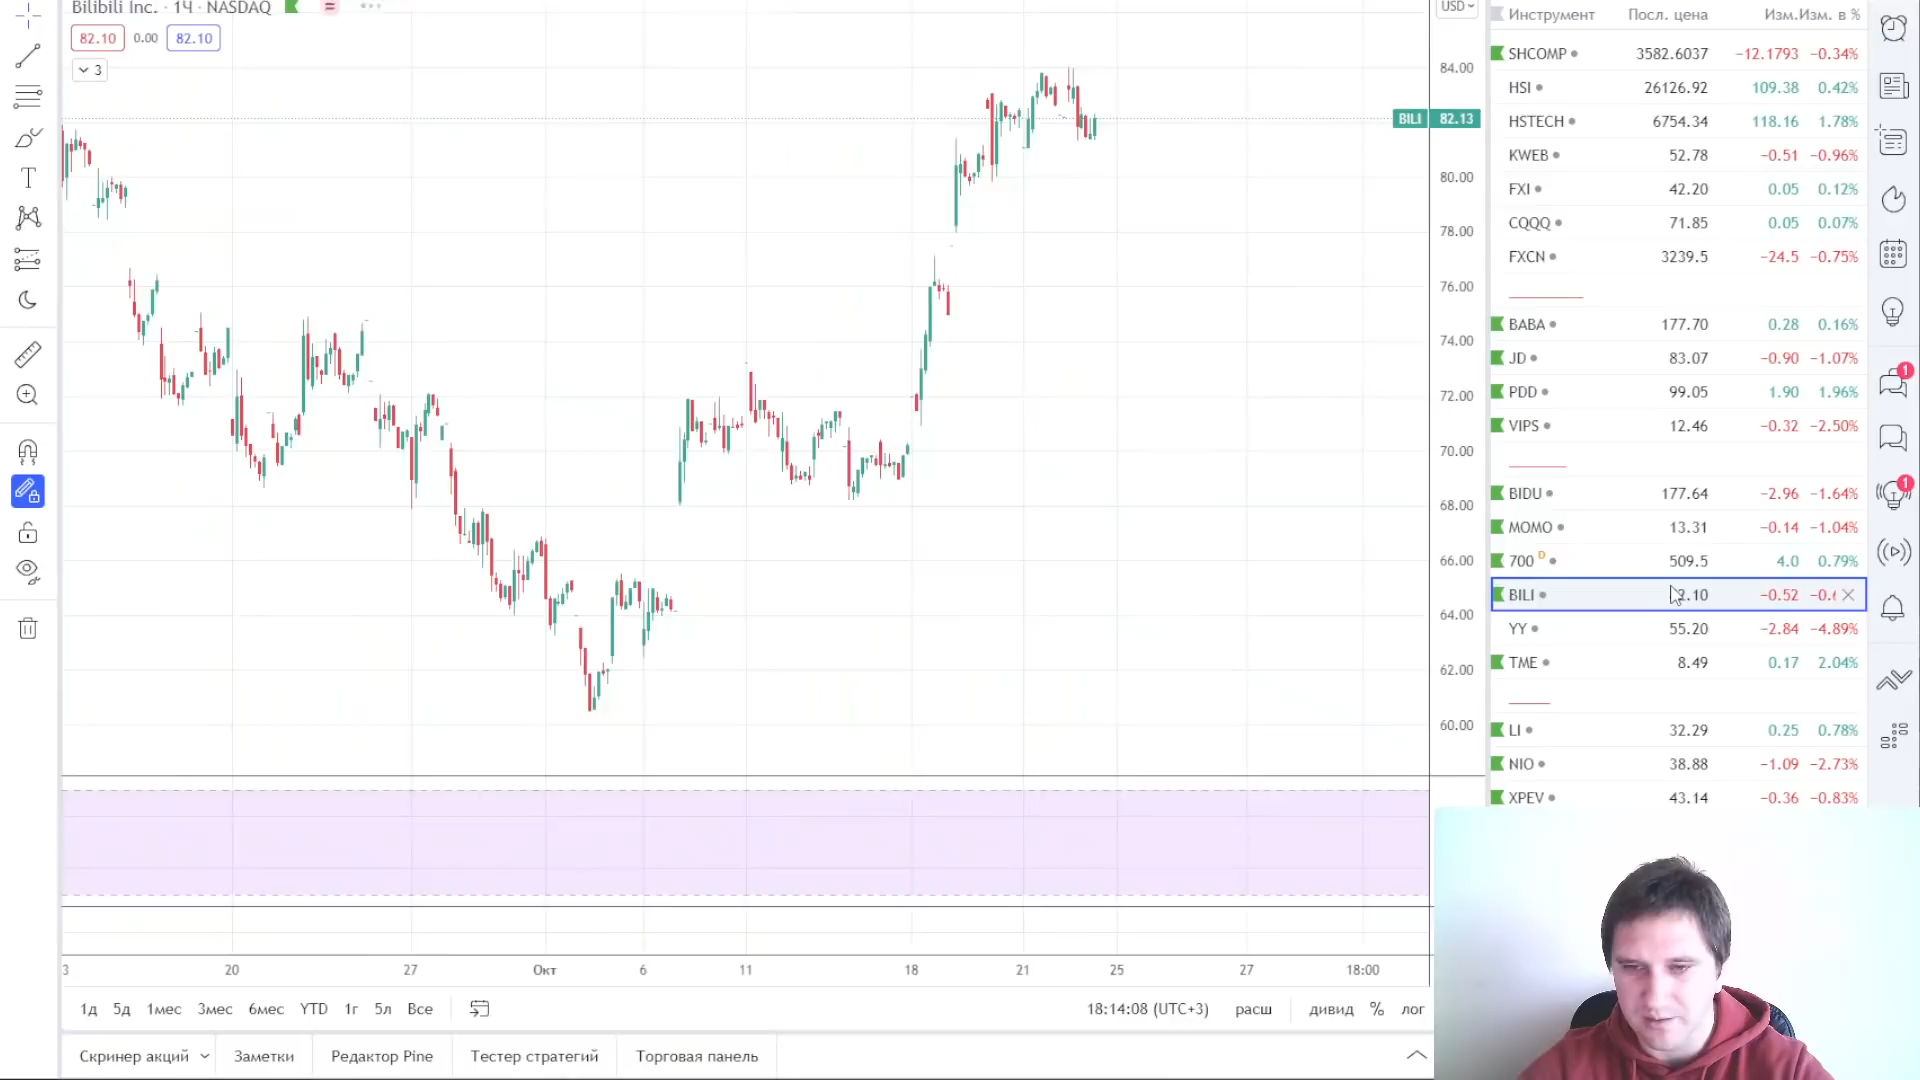 Bilibili Inc. · 1Ч · NASDAQ
82.10 0.00 82.10
3
USD
84.00
BILI 82.13
80.00
78.00
76.00
74.00
72.00
70.00
68.00
66.00
64.00
62.00
60.00
3 20 27 Окт 6 11 18 21 25 27 18:00
1д 5д 1мес 3мес 6мес YTD 1г 5л Все
18:14:08 (UTC+3) расш дивид % лог
Скринер акций Заметки Редактор Pine Тестер стратегий Торговая панель
Инструмент Посл. цена Изм. Изм. в %
SHCOMP 3582.6037 −12.1793 −0.34%
HSI 26126.92 109.38 0.42%
HSTECH 6754.34 118.16 1.78%
KWEB 52.78 −0.51 −0.96%
FXI 42.20 0.05 0.12%
CQQQ 71.85 0.05 0.07%
FXCN 3239.5 −24.5 −0.75%
BABA 177.70 0.28 0.16%
JD 83.07 −0.90 −1.07%
PDD 99.05 1.90 1.96%
VIPS 12.46 −0.32 −2.50%
BIDU 177.64 −2.96 −1.64%
MOMO 13.31 −0.14 −1.04%
700 D 509.5 4.0 0.79%
BILI 2.10 −0.52
YY 55.20 −2.84 −4.89%
TME 8.49 0.17 2.04%
LI 32.29 0.25 0.78%
NIO 38.88 −1.09 −2.73%
XPEV 43.14 −0.36 −0.83%
1
1